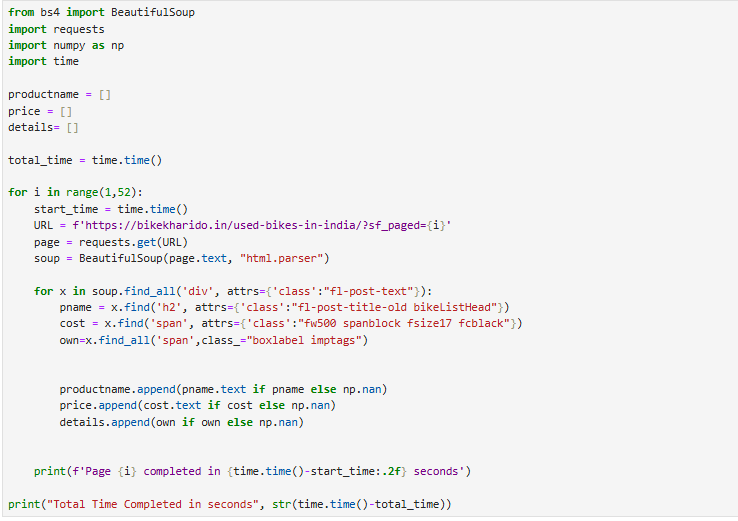 from bs4 import BeautifulSoup
import requests
import numpy as np
import time

productname = []
price = []
details= []

total_time = time.time()

for i in range(1,52):
    start_time = time.time()
    URL = f'https://bikekharido.in/used-bikes-in-india/?sf_paged={i}'
    page = requests.get(URL)
    soup = BeautifulSoup(page.text, "html.parser")

    for x in soup.find_all('div', attrs={'class':"fl-post-text"}):
        pname = x.find('h2', attrs={'class':"fl-post-title-old bikeListHead"})
        cost = x.find('span', attrs={'class':"fw500 spanblock fsize17 fcblack"})
        own=x.find_all('span',class_="boxlabel imptags")


        productname.append(pname.text if pname else np.nan)
        price.append(cost.text if cost else np.nan)
        details.append(own if own else np.nan)


    print(f'Page {i} completed in {time.time()-start_time:.2f} seconds')

print("Total Time Completed in seconds", str(time.time()-total_time))